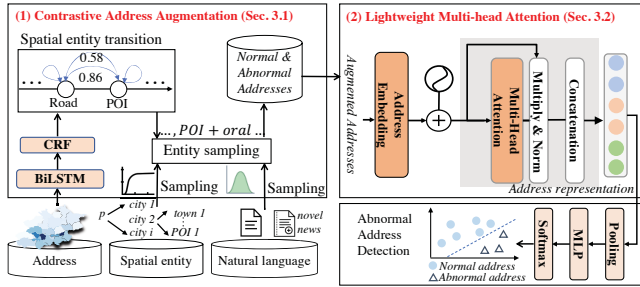 (1) Contrastive Address Augmentation (Sec. 3.1)
Spatial entity transition
0.58
0.86
... ... ...
Road POI
CRF
BiLSTM
Normal &
Abnormal
Addresses
..., POI + oral ...
Entity sampling
Sampling Sampling
p
city 1
city 2
city i
town 1
POI 1
novel
news
Address
Spatial entity
Natural language
(2) Lightweight Multi-head Attention (Sec. 3.2)
Augmented Addresses
Address
Embedding
Multi-Head
Attention
Multiply & Norm
Concatenation
Address representation
Abnormal
Address
Detection
Normal address
Abnormal address
Softmax
MLP
Pooling